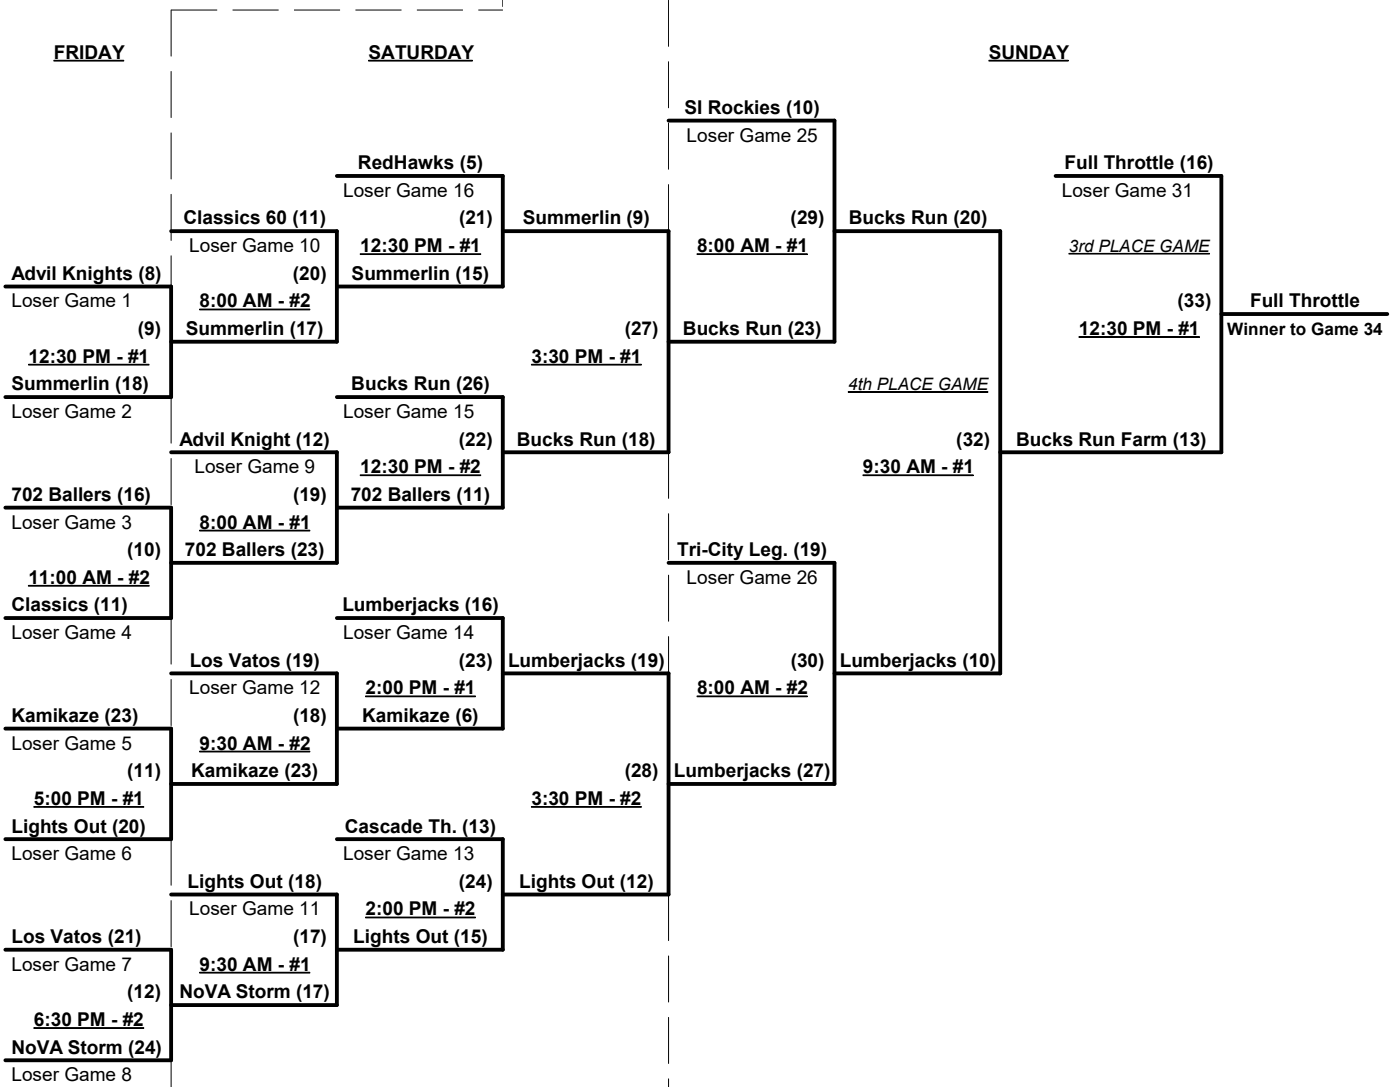 FRIDAY
SATURDAY
SUNDAY
SI Rockies (10)
Loser Game 25
RedHawks (5)
Full Throttle (16)
Loser Game 16
Loser Game 31
Classics 60 (11)
(21)
Summerlin (9)
(29)
Bucks Run (20)
Loser Game 10
12:30 PM - #1
8:00 AM - #1
3rd PLACE GAME
Advil Knights (8)
(20)
Summerlin (15)
Loser Game 1
8:00 AM - #2
(33)
Full Throttle
(9)
Summerlin (17)
(27)
Bucks Run (23)
12:30 PM - #1
Winner to Game 34
12:30 PM - #1
3:30 PM - #1
Summerlin (18)
Bucks Run (26)
4th PLACE GAME
Loser Game 2
Loser Game 15
Advil Knight (12)
(22)
Bucks Run (18)
(32)
Bucks Run Farm (13)
Loser Game 9
12:30 PM - #2
9:30 AM - #1
702 Ballers (16)
(19)
702 Ballers (11)
Loser Game 3
8:00 AM - #1
(10)
702 Ballers (23)
Tri-City Leg. (19)
11:00 AM - #2
Loser Game 26
Classics (11)
Lumberjacks (16)
Loser Game 4
Loser Game 14
Los Vatos (19)
(23)
Lumberjacks (19)
(30)
Lumberjacks (10)
Loser Game 12
2:00 PM - #1
8:00 AM - #2
Kamikaze (23)
(18)
Kamikaze (6)
Loser Game 5
9:30 AM - #2
(11)
Kamikaze (23)
(28)
Lumberjacks (27)
5:00 PM - #1
3:30 PM - #2
Lights Out (20)
Cascade Th. (13)
Loser Game 6
Loser Game 13
Lights Out (18)
(24)
Lights Out (12)
Loser Game 11
2:00 PM - #2
Los Vatos (21)
(17)
Lights Out (15)
Loser Game 7
9:30 AM - #1
(12)
NoVA Storm (17)
6:30 PM - #2
NoVA Storm (24)
Loser Game 8